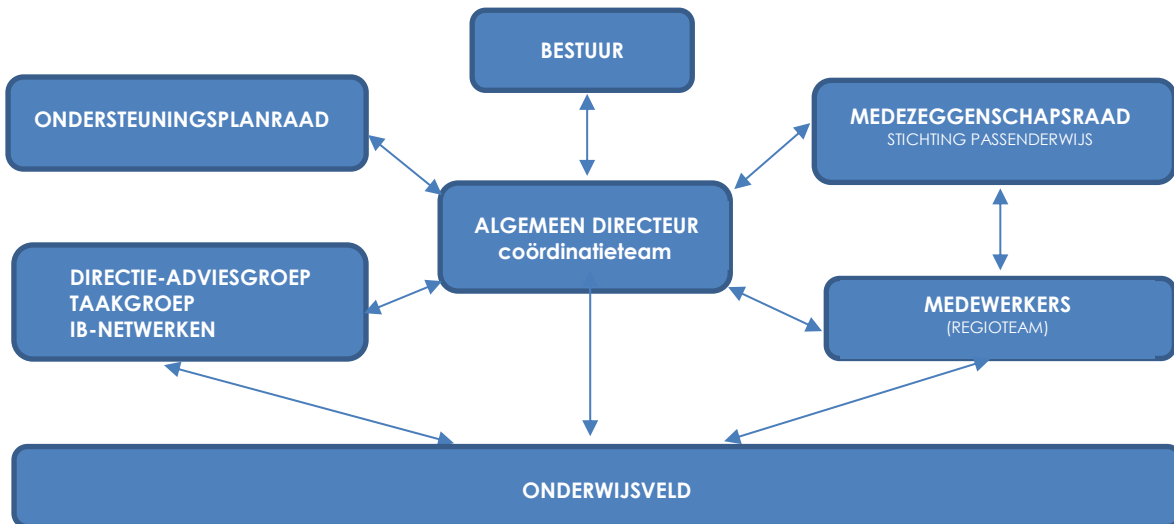 BESTUUR
ONDERSTEUNINGSPLANRAAD
MEDEZEGGENSCHAPSRAAD
STICHTING PASSENDERWIJS
ALGEMEEN DIRECTEUR
coördinatieteam
DIRECTIE-ADVIESGROEP
TAAKGROEP
IB-NETWERKEN
MEDEWERKERS
(REGIOTEAM)
ONDERWIJSVELD